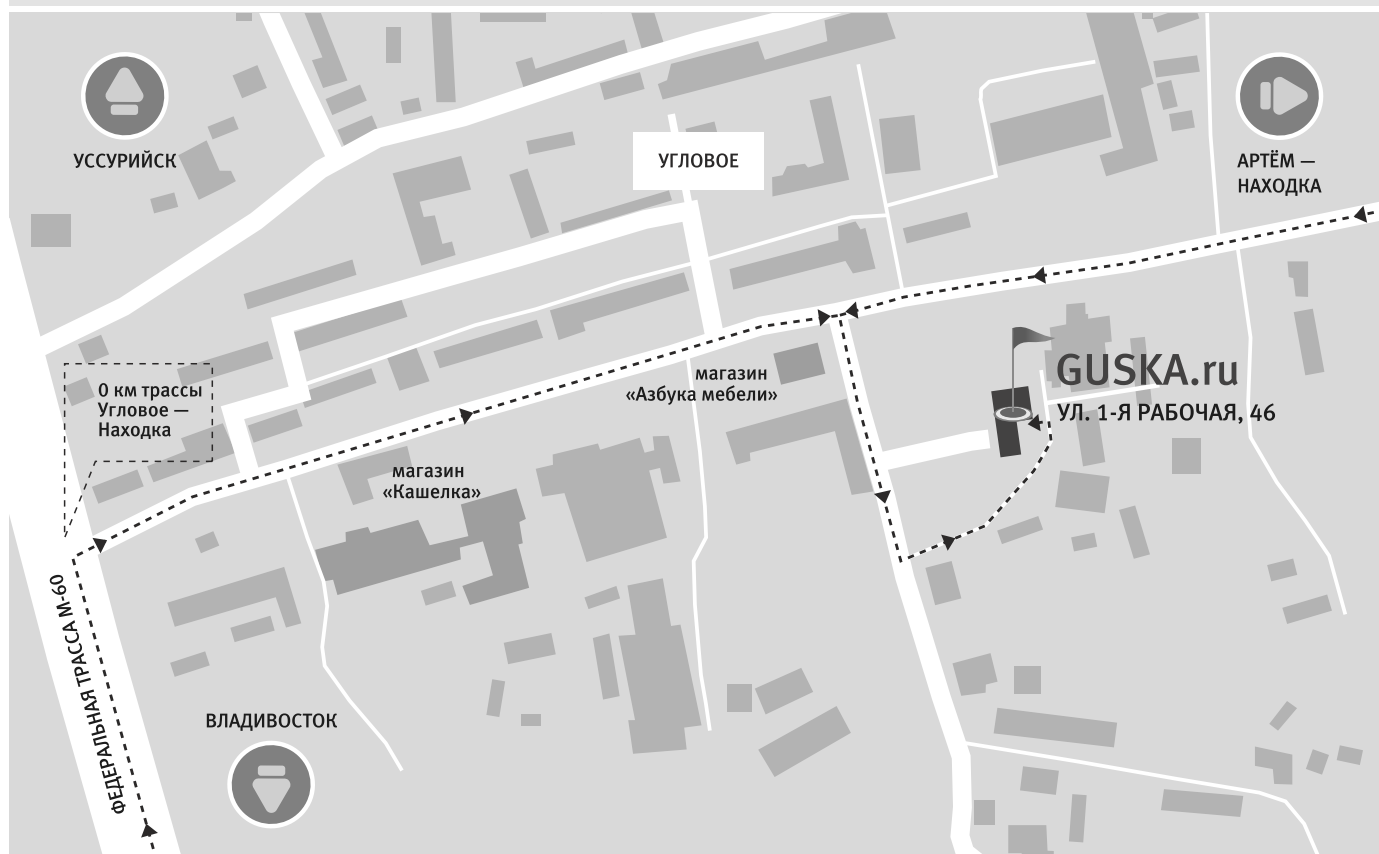 УССУРИЙСК
УГЛОВОЕ
АРТЁМ —
НАХОДКА
0 км трассы
Угловое —
Находка
магазин
«Азбука мебели»
GUSKA.ru
УЛ. 1-Я РАБОЧАЯ, 46
магазин
«Кашелка»
ФЕДЕРАЛЬНАЯ ТРАССА М-60
ВЛАДИВОСТОК